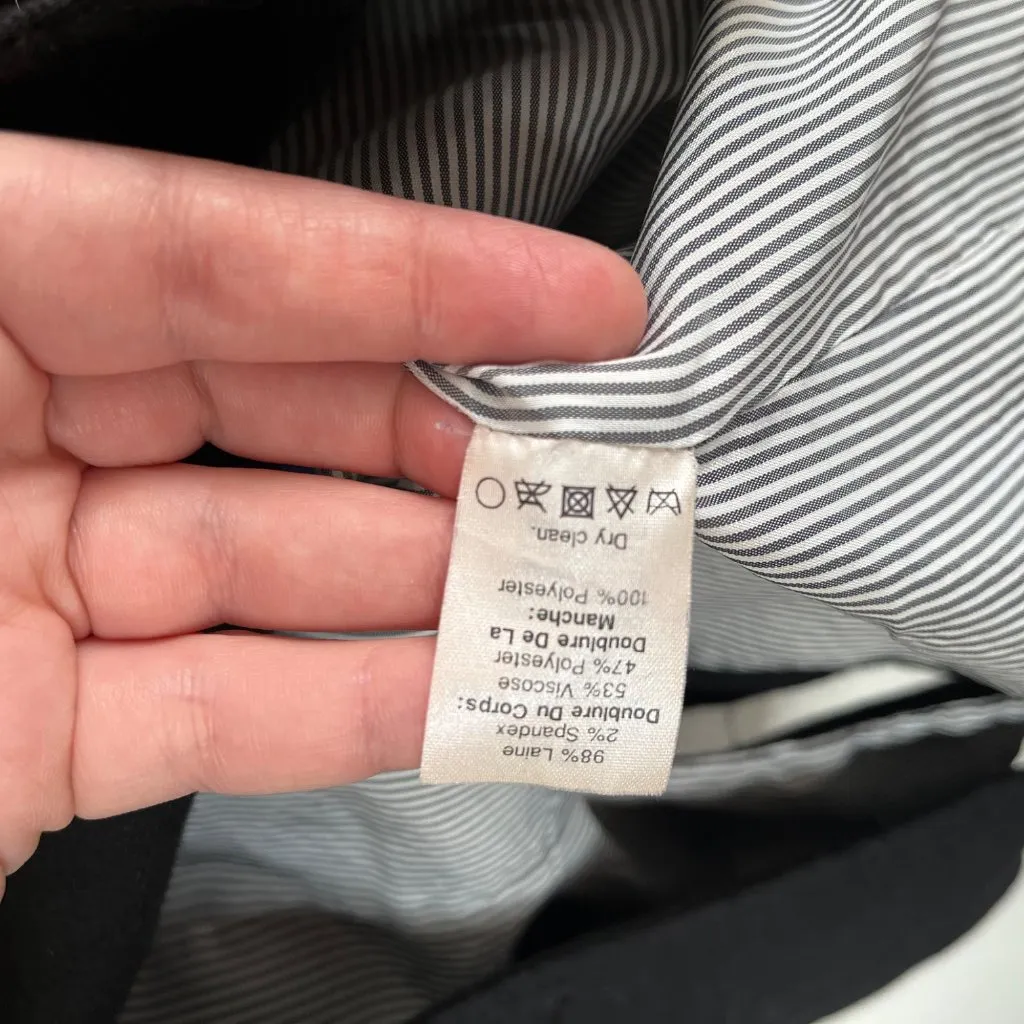 98% Laine
2% Spandex
Doublure Du Corps:
53% Viscose
47% Polyester
Doublure De La
Manche:
100% Polyester
Dry clean.